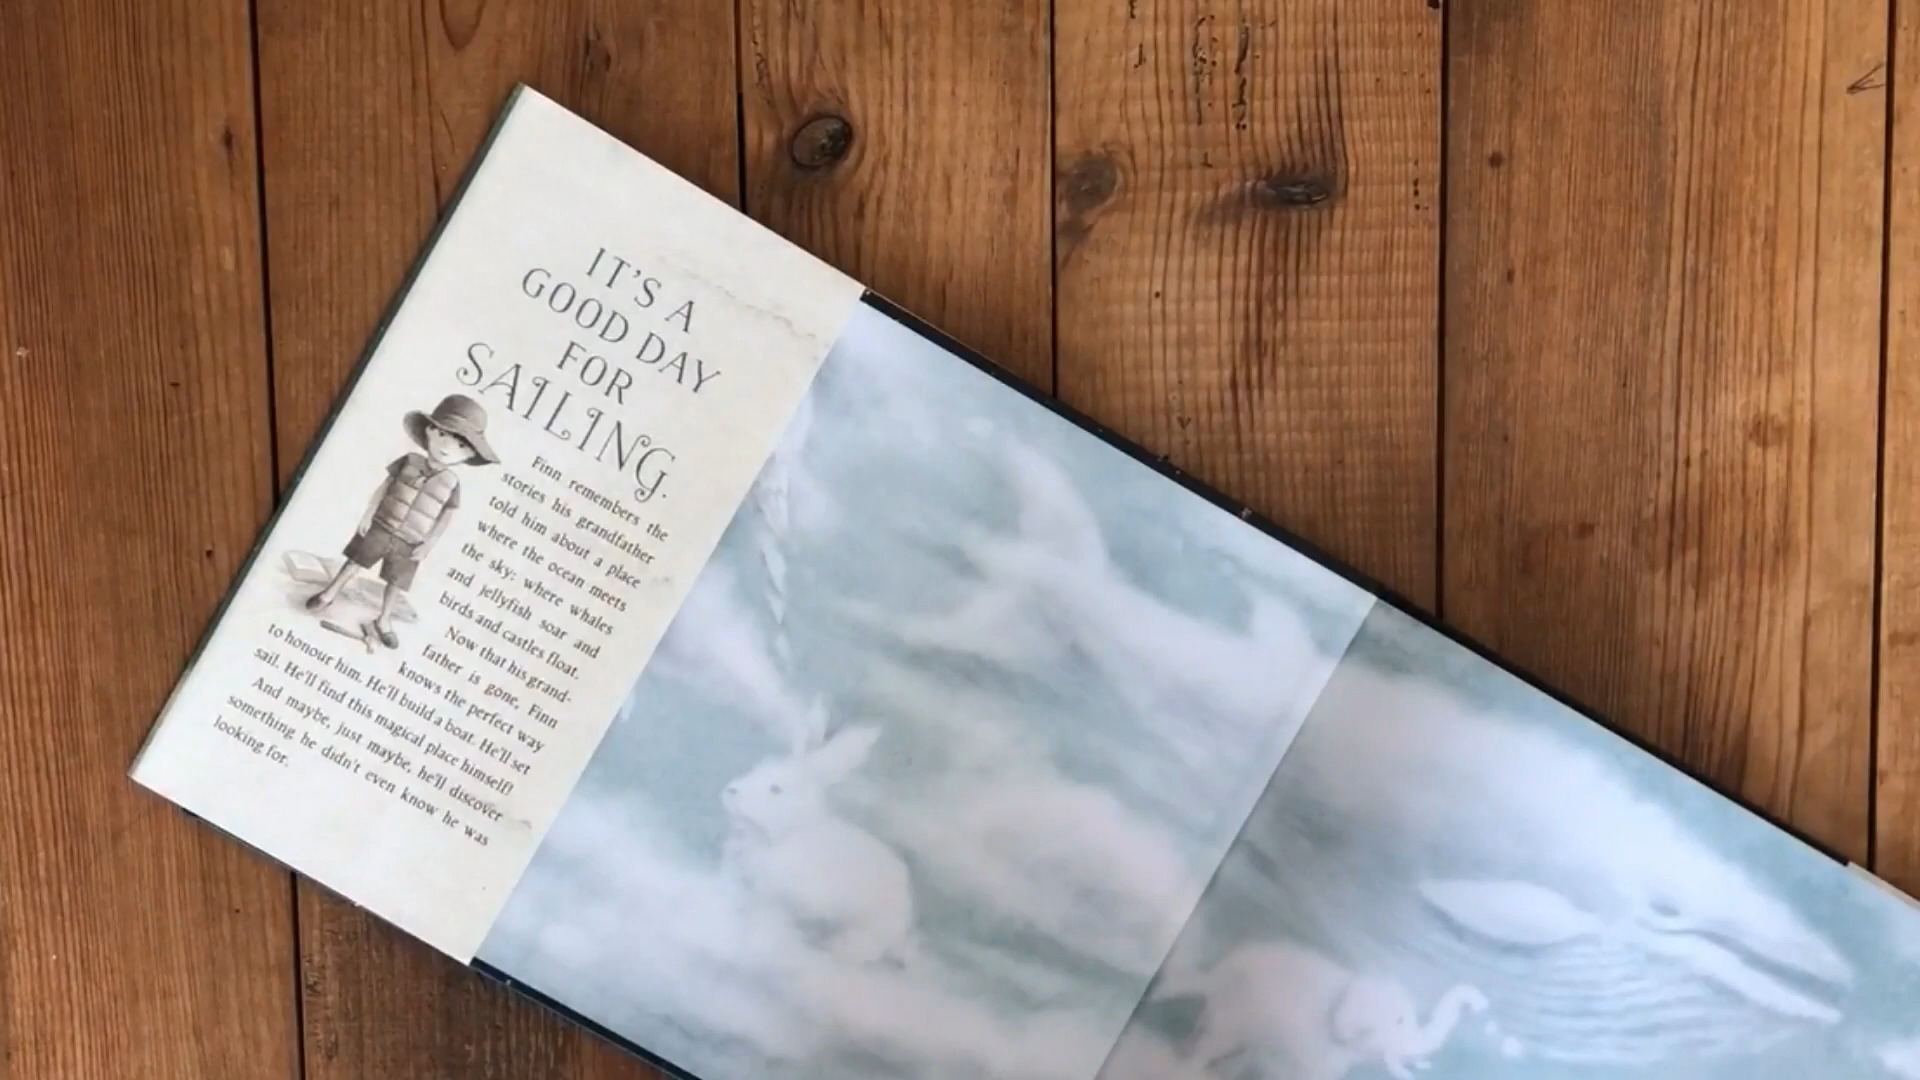 IT'S A
GOOD DAY
FOR
SAILING.
Finn remembers the
stories his grandfather
told him about a place
where the ocean meets
the sky: where whales
and jellyfish soar and
birds and castles float.
Now that his grand-
father is gone, Finn
knows the perfect way
to honour him. He'll build a boat. He'll set
sail. He'll find this magical place himself!
And maybe, just maybe, he'll discover
something he didn't even know he was
looking for.